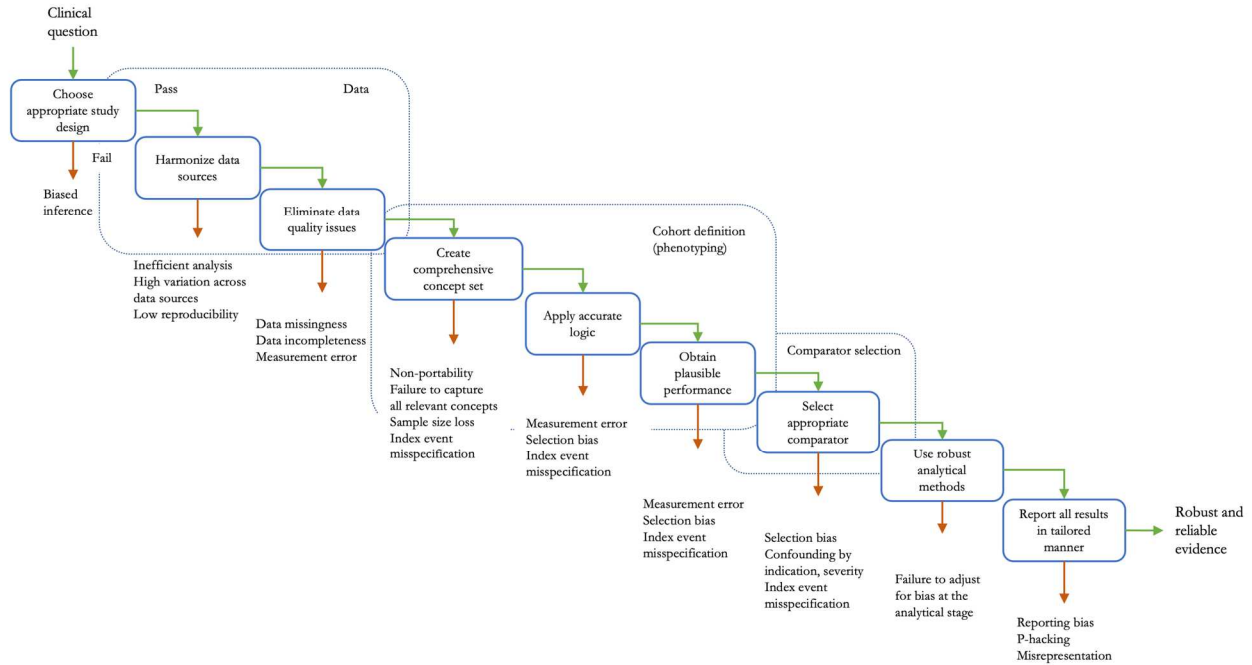 Clinical
question
Choose
appropriate study
design
Pass
Data
Fail
Biased
inference
Harmonize data
sources
Inefficient analysis
High variation across
data sources
Low reproducibility
Eliminate data
quality issues
Data missingness
Data incompleteness
Measurement error
Cohort definition
(phenotyping)
Create
comprehensive
concept set
Non-portability
Failure to capture
all relevant concepts
Sample size loss
Index event
misspecification
Apply accurate
logic
Measurement error
Selection bias
Index event
misspecification
Obtain
plausible
performance
Measurement error
Selection bias
Index event
misspecification
Comparator selection
Select
appropriate
comparator
Selection bias
Confounding by
indication, severity
Index event
misspecification
Use robust
analytical
methods
Failure to adjust
for bias at the
analytical stage
Report all results
in tailored
manner
Reporting bias
P-hacking
Misrepresentation
Robust and
reliable
evidence